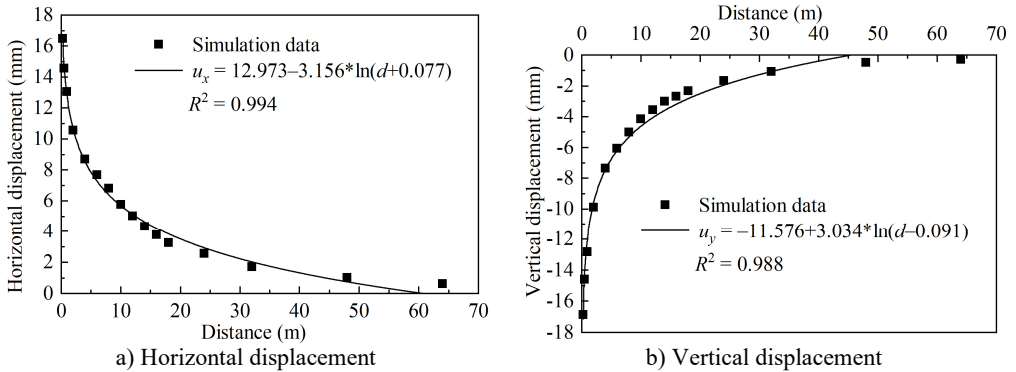 18
16
14
12
10
8
6
4
2
0
Horizontal displacement (mm)
Simulation data
uₓ = 12.973–3.156*ln(d+0.077)
R² = 0.994
0 10 20 30 40 50 60 70
Distance (m)
a) Horizontal displacement
Distance (m)
0 10 20 30 40 50 60 70
0
-2
-4
-6
-8
-10
-12
-14
-16
-18
Vertical displacement (mm)
Simulation data
u_y = –11.576+3.034*ln(d–0.091)
R² = 0.988
b) Vertical displacement